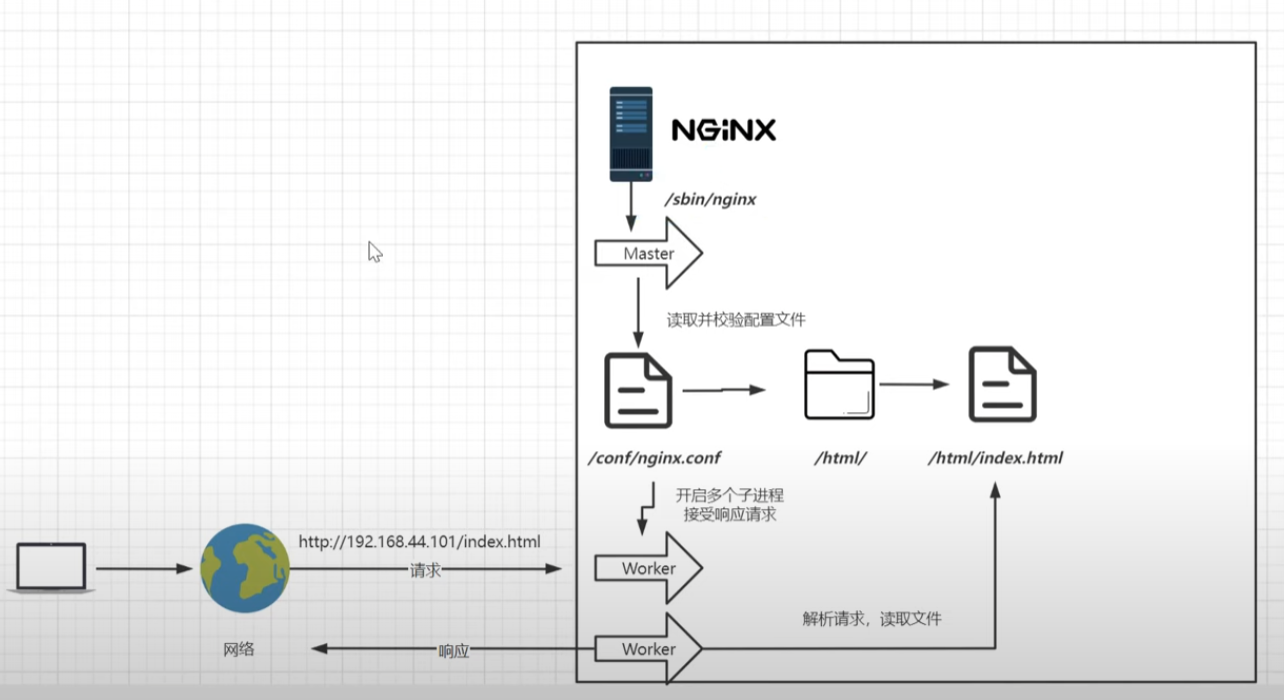 NGiNX
/sbin/nginx
Master
读取并校验配置文件
/conf/nginx.conf
/html/
/html/index.html
开启多个子进程
接受响应请求
http://192.168.44.101/index.html
请求
Worker
解析请求，读取文件
网络
响应
Worker